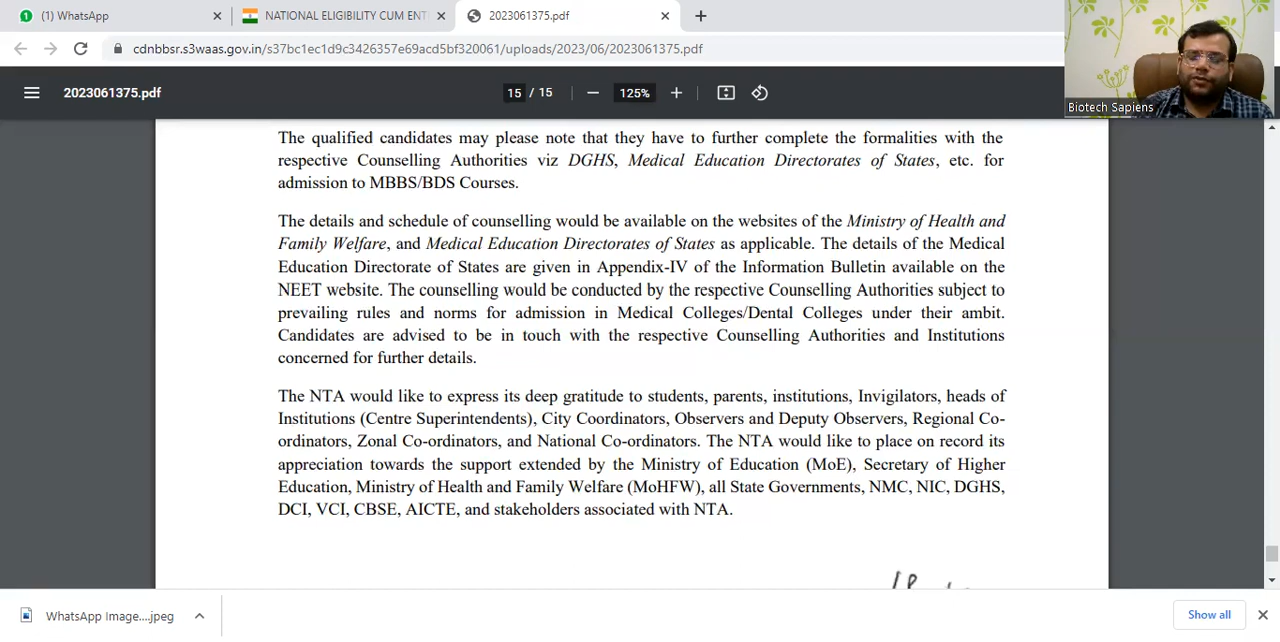 (1) WhatsApp
NATIONAL ELIGIBILITY CUM ENT
2023061375.pdf
cdnbbsr.s3waas.gov.in/s37bc1ec1d9c3426357e69acd5bf320061/uploads/2023/06/2023061375.pdf
Biotech Sapiens
2023061375.pdf
15 / 15
125%
The qualified candidates may please note that they have to further complete the formalities with the
respective Counselling Authorities viz DGHS, Medical Education Directorates of States, etc. for
admission to MBBS/BDS Courses.
The details and schedule of counselling would be available on the websites of the Ministry of Health and
Family Welfare, and Medical Education Directorates of States as applicable. The details of the Medical
Education Directorate of States are given in Appendix-IV of the Information Bulletin available on the
NEET website. The counselling would be conducted by the respective Counselling Authorities subject to
prevailing rules and norms for admission in Medical Colleges/Dental Colleges under their ambit.
Candidates are advised to be in touch with the respective Counselling Authorities and Institutions
concerned for further details.
The NTA would like to express its deep gratitude to students, parents, institutions, Invigilators, heads of
Institutions (Centre Superintendents), City Coordinators, Observers and Deputy Observers, Regional Co-
ordinators, Zonal Co-ordinators, and National Co-ordinators. The NTA would like to place on record its
appreciation towards the support extended by the Ministry of Education (MoE), Secretary of Higher
Education, Ministry of Health and Family Welfare (MoHFW), all State Governments, NMC, NIC, DGHS,
DCI, VCI, CBSE, AICTE, and stakeholders associated with NTA.
WhatsApp Image....jpeg
Show all